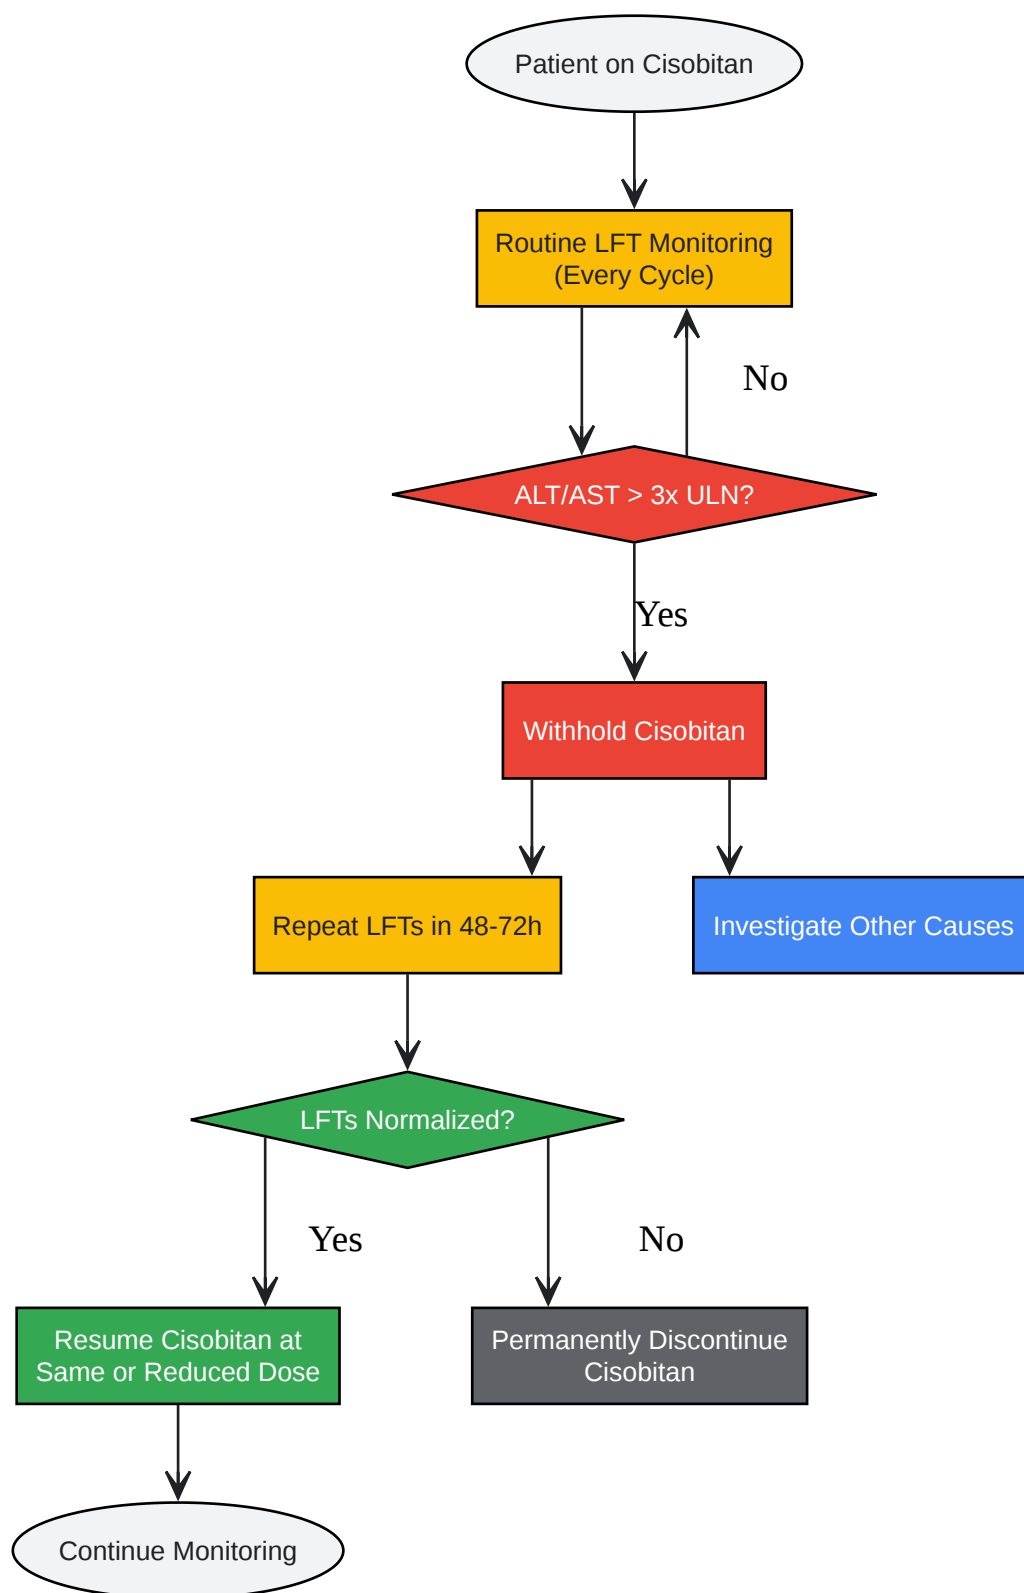 Patient on Cisobitan
Routine LFT Monitoring
(Every Cycle)
No
ALT/AST > 3x ULN?
Yes
Withhold Cisobitan
Repeat LFTs in 48-72h
Investigate Other Causes
LFTs Normalized?
Yes
No
Resume Cisobitan at
Same or Reduced Dose
Permanently Discontinue
Cisobitan
Continue Monitoring